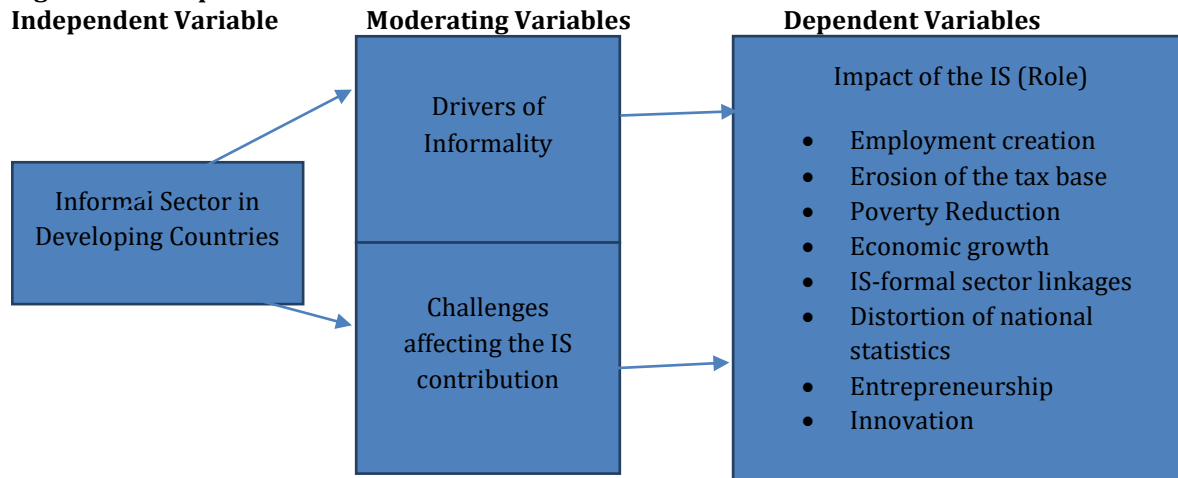 Independent Variable
Moderating Variables
Dependent Variables
Informal Sector in
Developing Countries
Drivers of
Informality
Challenges
affecting the IS
contribution
Impact of the IS (Role)
• Employment creation
• Erosion of the tax base
• Poverty Reduction
• Economic growth
• IS-formal sector linkages
• Distortion of national
statistics
• Entrepreneurship
• Innovation